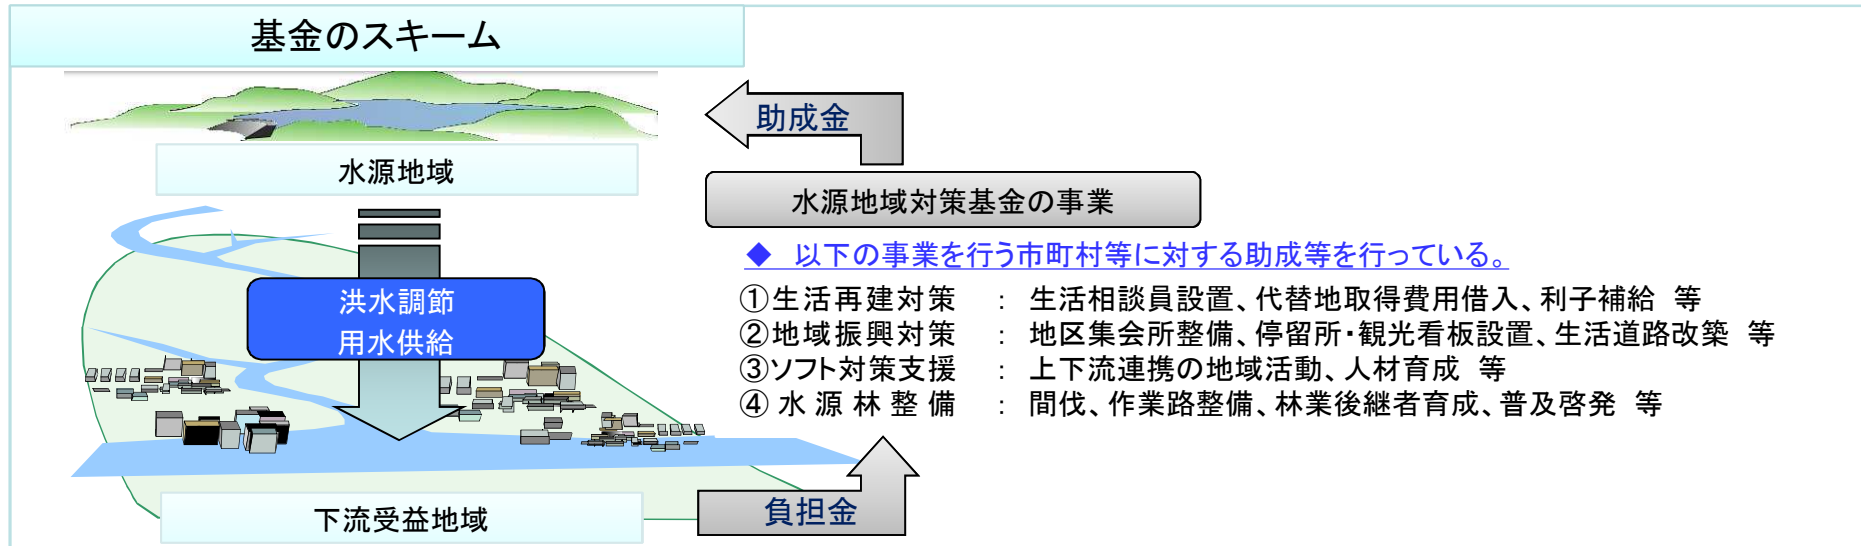 基金のスキーム
助成金
水源地域
水源地域対策基金の事業
◆ 以下の事業を行う市町村等に対する助成等を行っている。
洪水調節
用水供給
①生活再建対策 : 生活相談員設置、代替地取得費用借入、利子補給 等
②地域振興対策 : 地区集会所整備、停留所・観光看板設置、生活道路改築 等
③ソフト対策支援 : 上下流連携の地域活動、人材育成 等
④水源林整備 : 間伐、作業路整備、林業後継者育成、普及啓発 等
下流受益地域
負担金